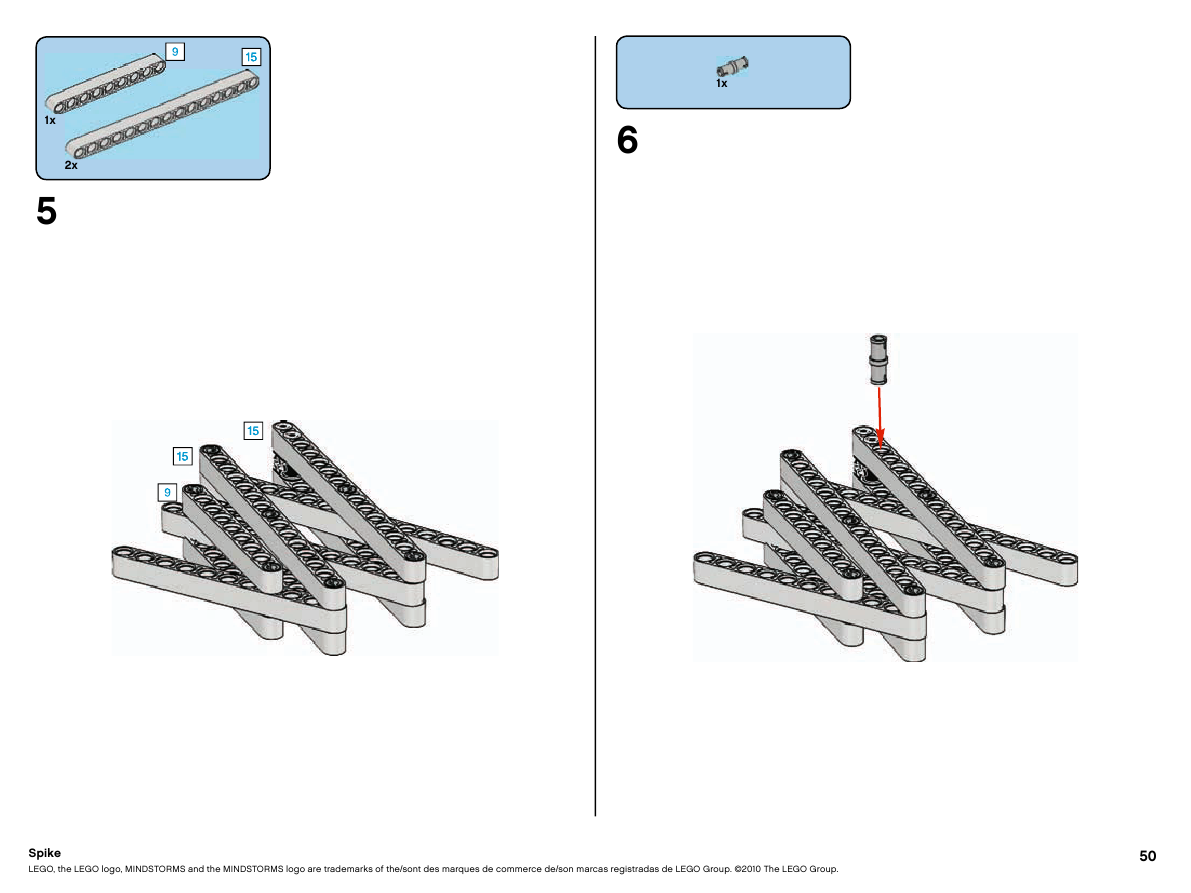 9
15
1x
2x
5
15
15
9
1x
6
Spike
LEGO, the LEGO logo, MINDSTORMS and the MINDSTORMS logo are trademarks of the/sont des marques de commerce de/son marcas registradas de LEGO Group. ©2010 The LEGO Group.
50